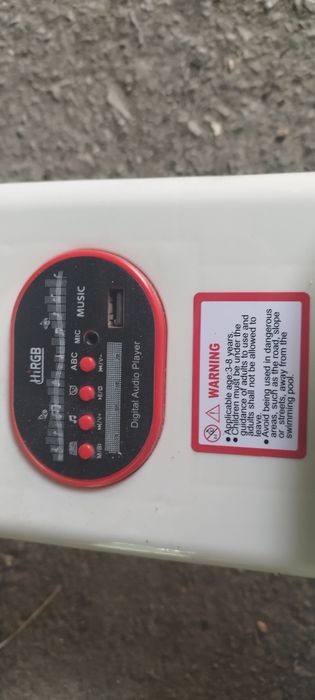 HRGB
ABC MIC MUSIC
Digital Audio Player
WARNING
● Applicable age:3-8 years.
● Children must be under the
guidance of adults to use and
adults shall not be allowed to
leave.
● Avoid being used in dangerous
areas, such as the road, slope
or streets, away from the
swimming pool.